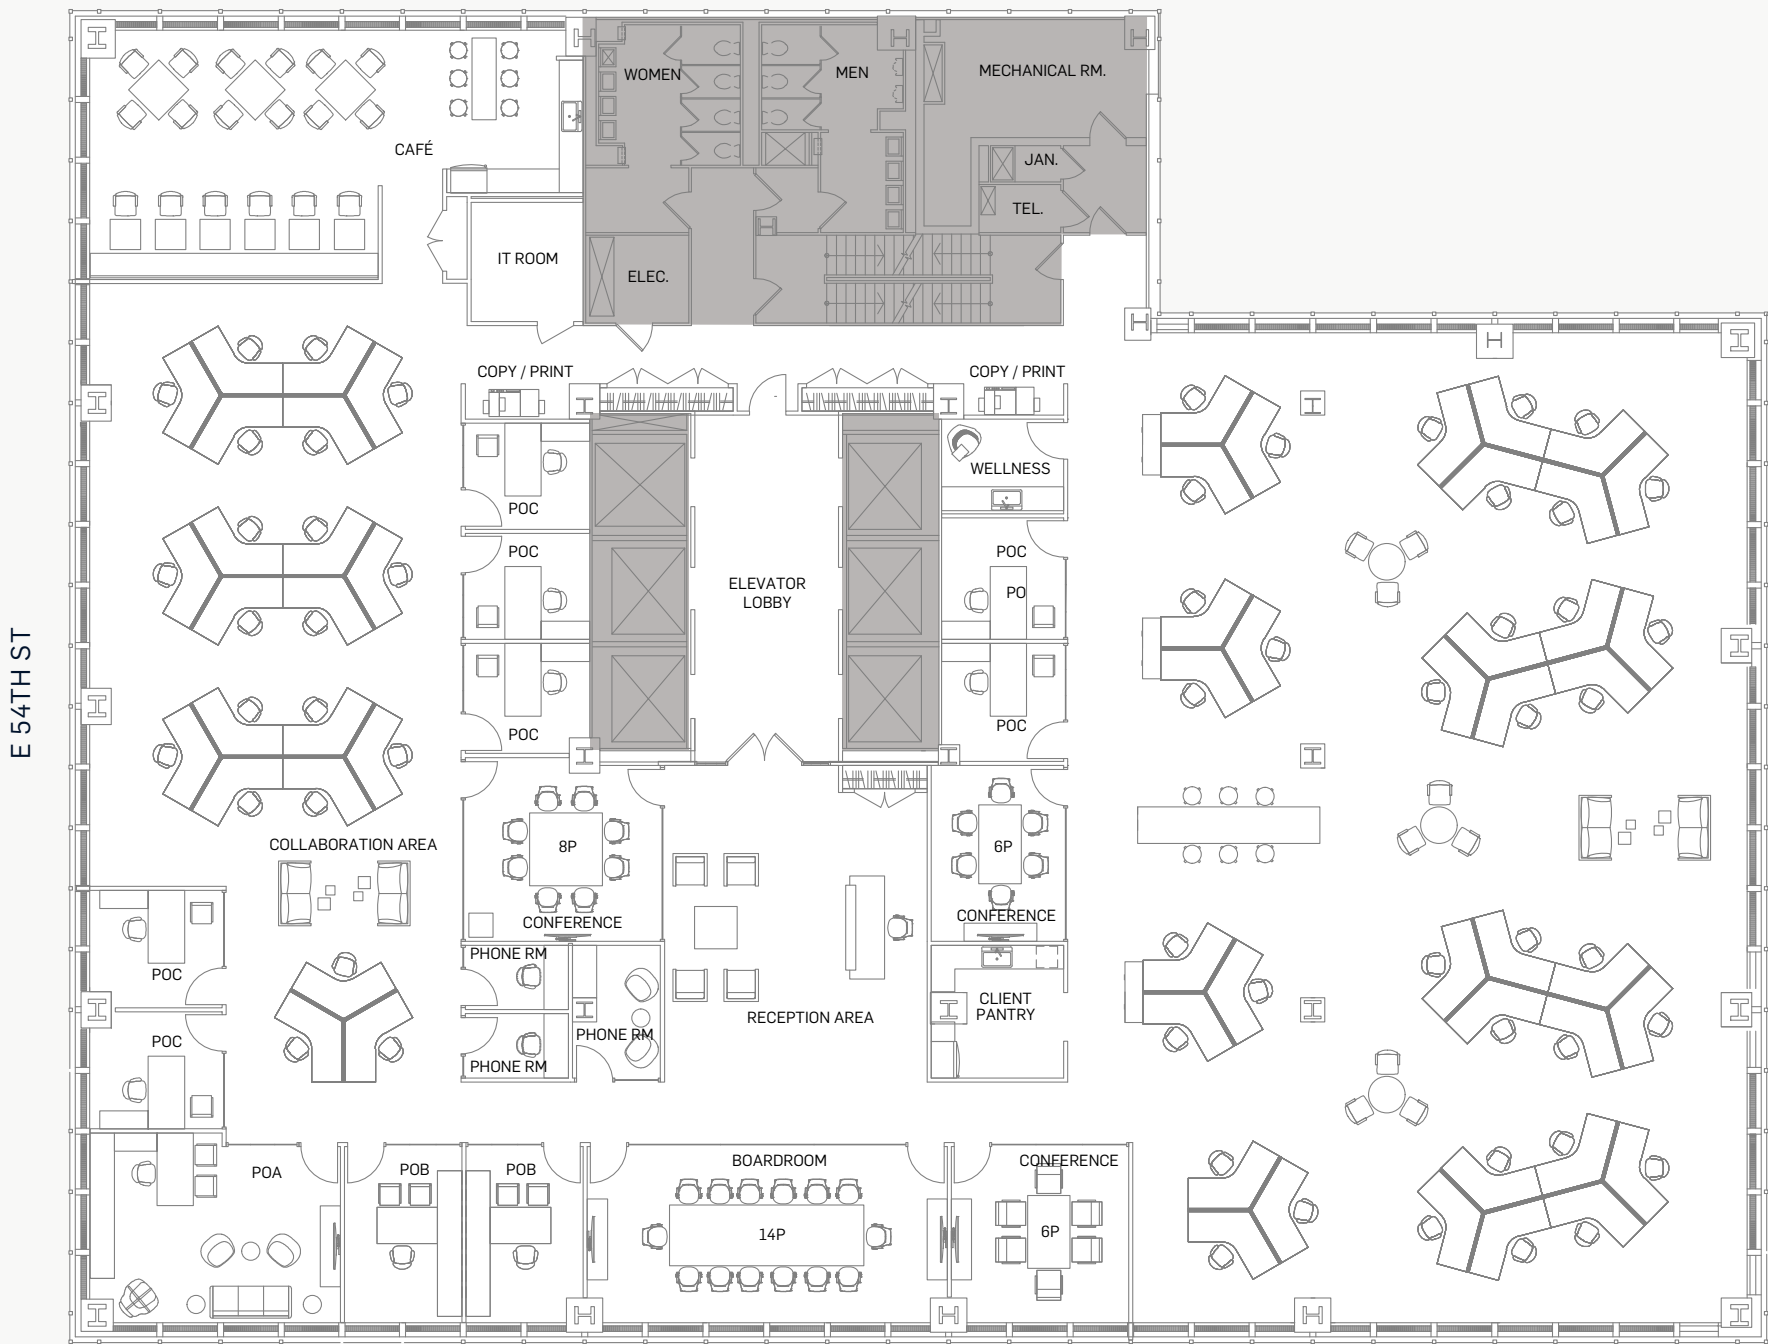 WOMEN
MEN
MECHANICAL RM.
CAFÉ
JAN.
TEL.
IT ROOM
ELEC.
COPY / PRINT
COPY / PRINT
WELLNESS
POC
POC
POC
PO
ELEVATOR
LOBBY
E 54TH ST
POC
POC
COLLABORATION AREA
8P
6P
CONFERENCE
CONFERENCE
PHONE RM
POC
CLIENT
PANTRY
RECEPTION AREA
PHONE RM
POC
PHONE RM
POA
POB
POB
BOARDROOM
CONFERENCE
14P
6P